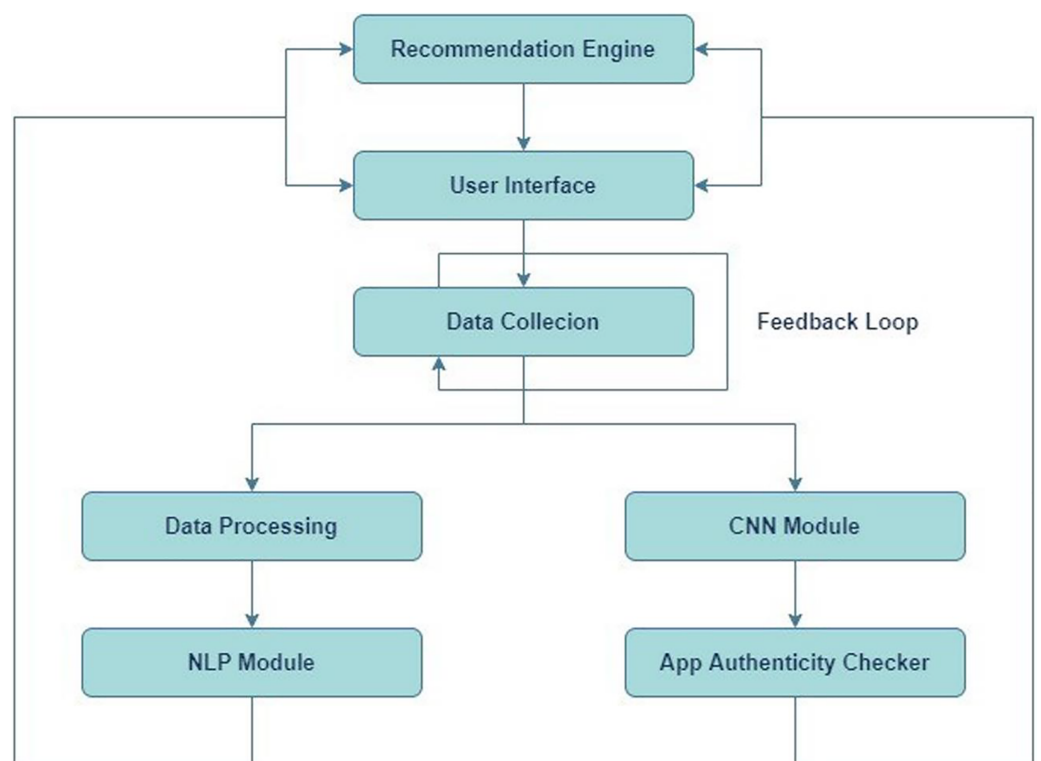 Recommendation Engine
User Interface
Data Collecion
Feedback Loop
Data Processing
CNN Module
NLP Module
App Authenticity Checker